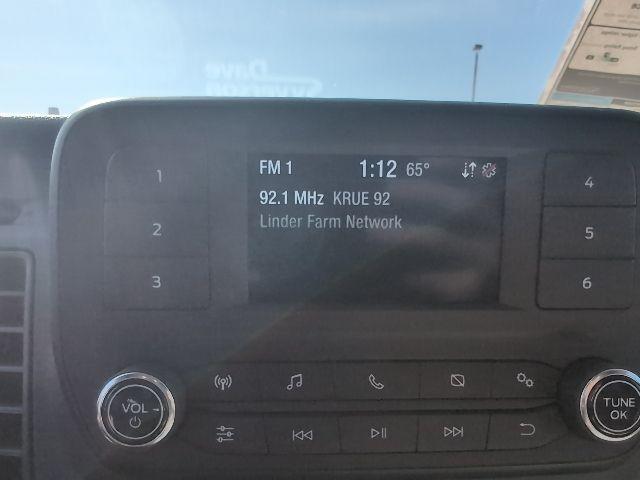 Dave
FM 1 1:12 65°
92.1 MHz KRUE 92
Linder Farm Network
1
2
3
4
5
6
VOL
TUNE
OK